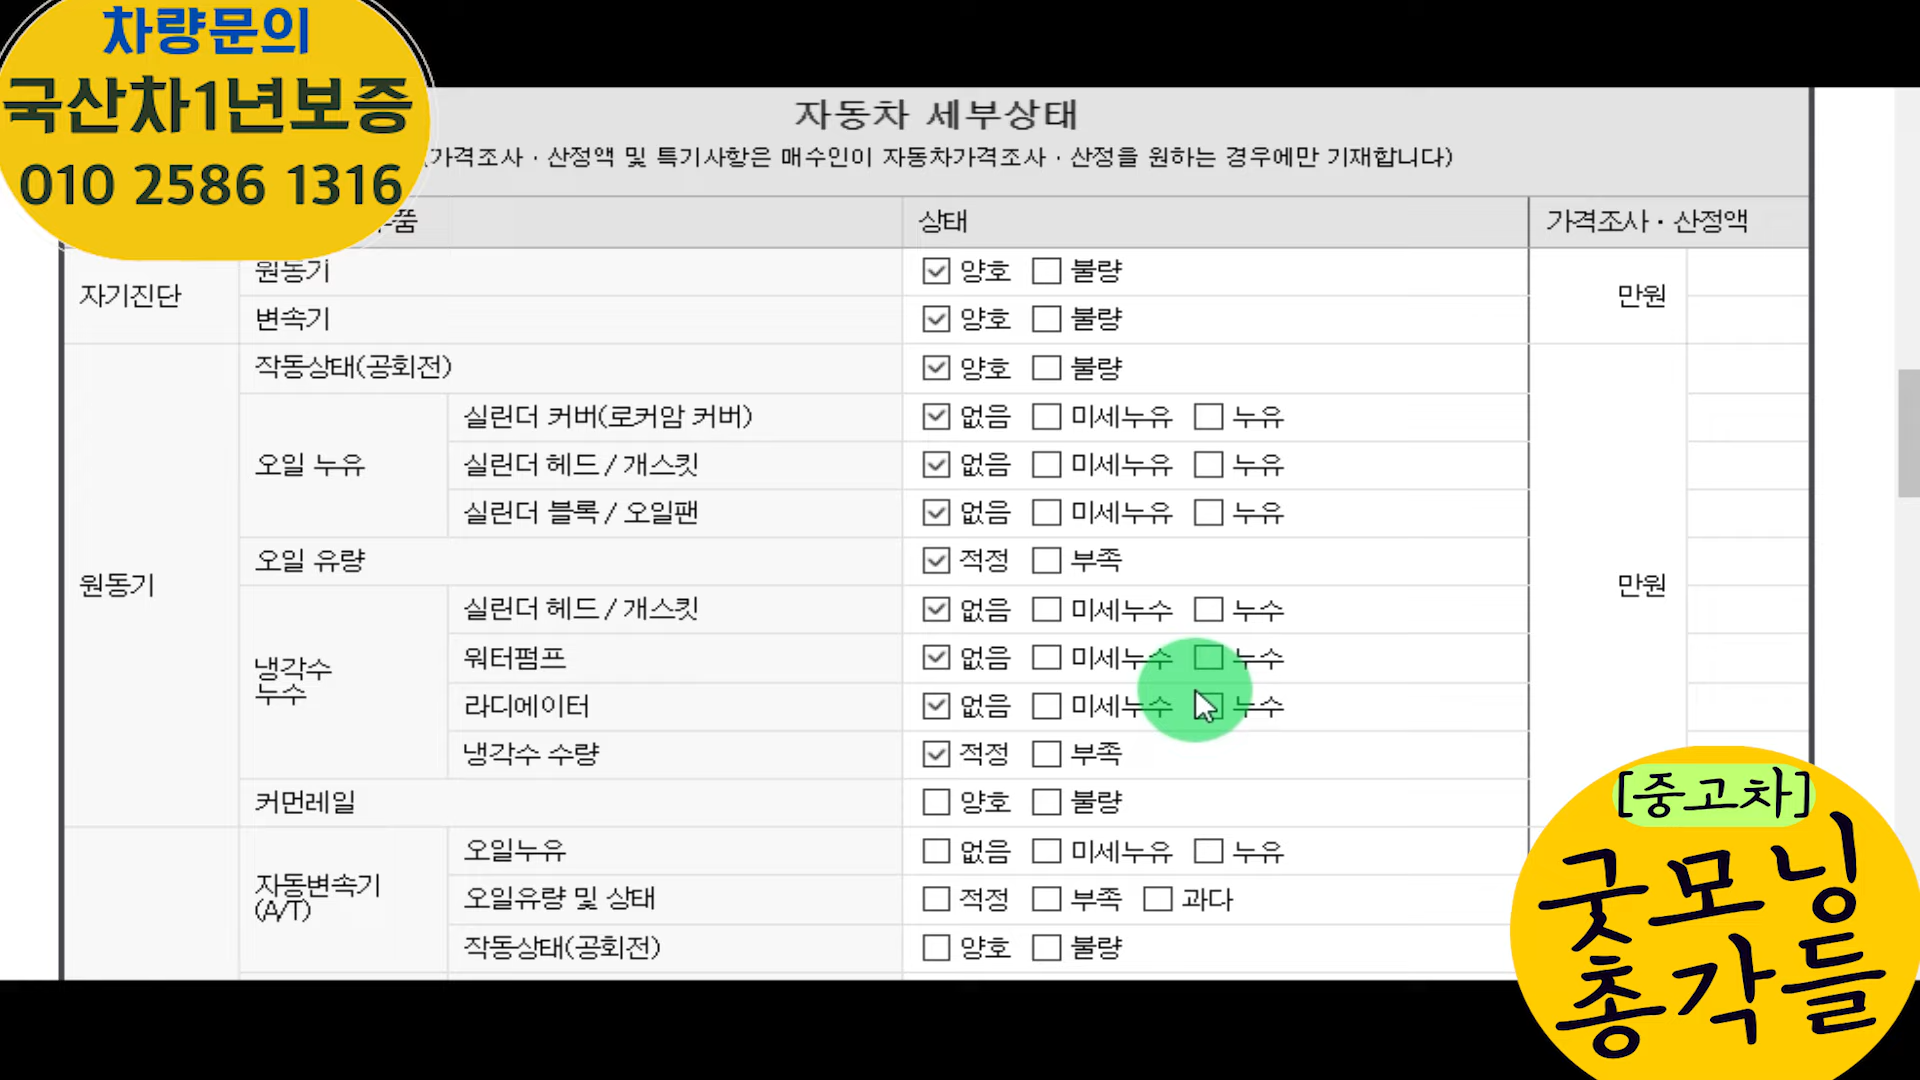 차량문의
국산차1년보증
010 2586 1316
자동차 세부상태
(가격조사 · 산정액 및 특기사항은 매수인이 자동차가격조사 · 산정을 원하는 경우에만 기재합니다)
상태 가격조사 · 산정액
자기진단 원동기 양호 불량 만원
변속기 양호 불량
원동기 작동상태(공회전) 양호 불량 만원
오일 누유 실린더 커버(로커암 커버) 없음 미세누유 누유
실린더 헤드 / 개스킷 없음 미세누유 누유
실린더 블록 / 오일팬 없음 미세누유 누유
오일 유량 적정 부족
냉각수 누수 실린더 헤드 / 개스킷 없음 미세누수 누수
워터펌프 없음 미세누수 누수
라디에이터 없음 미세누수 누수
냉각수 수량 적정 부족
커먼레일 양호 불량
자동변속기 (A/T) 오일누유 없음 미세누유 누유
오일유량 및 상태 적정 부족 과다
작동상태(공회전) 양호 불량
[중고차]
굿모닝
총각들